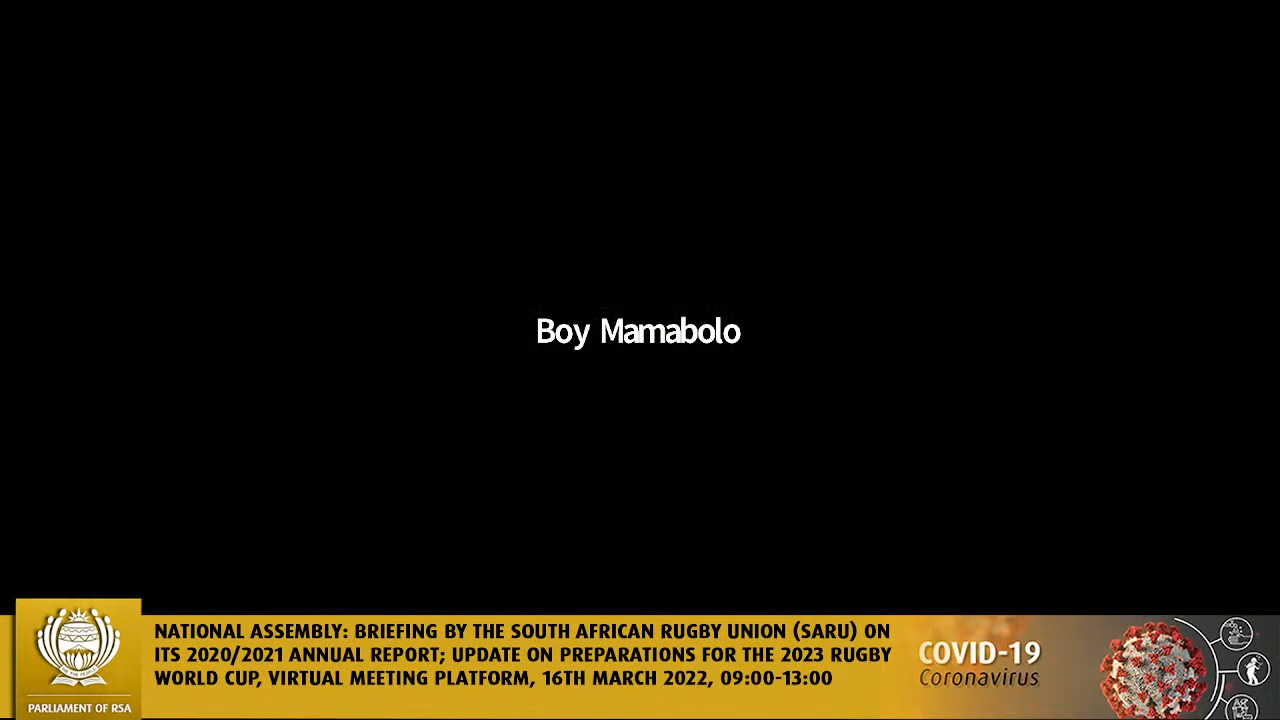 Boy Mamabolo
NATIONAL ASSEMBLY: BRIEFING BY THE SOUTH AFRICAN RUGBY UNION (SARU) ON
ITS 2020/2021 ANNUAL REPORT; UPDATE ON PREPARATIONS FOR THE 2023 RUGBY
WORLD CUP, VIRTUAL MEETING PLATFORM, 16TH MARCH 2022, 09:00-13:00
COVID-19
Coronavirus
PARLIAMENT OF RSA